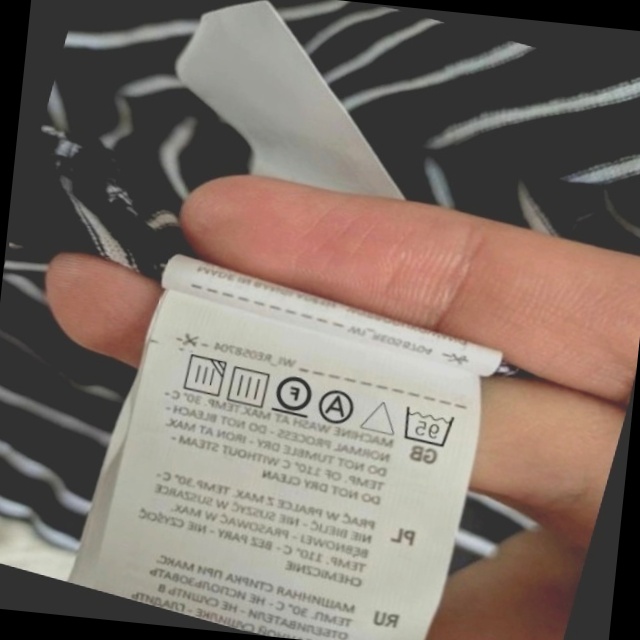 WI_RED58704
95
A
F
GB
MACHINE WASH AT MAX. TEMP. 30° C -
NORMAL PROCESS - DO NOT BLEACH -
DO NOT TUMBLE DRY - IRON AT MAX.
TEMP. OF 110° C WITHOUT STEAM -
DO NOT DRY CLEAN
PL
PRAĆ W PRALCE Z MAX. TEMP. 30° C -
NIE BIELIĆ - NIE SUSZYĆ W SUSZARCE
BĘBNOWEJ - PRASOWAĆ PRZY MAX.
TEMP. 110° C - BEZ PARY - NIE CZYŚCIĆ
CHEMICZNIE
RU
МАШИННАЯ СТИРКА ПРИ МАКС.
ТЕМП. 30° C - НЕ ИСПОЛЬЗОВАТЬ
ОТБЕЛИВАТЕЛИ - НЕ СУШИТЬ В